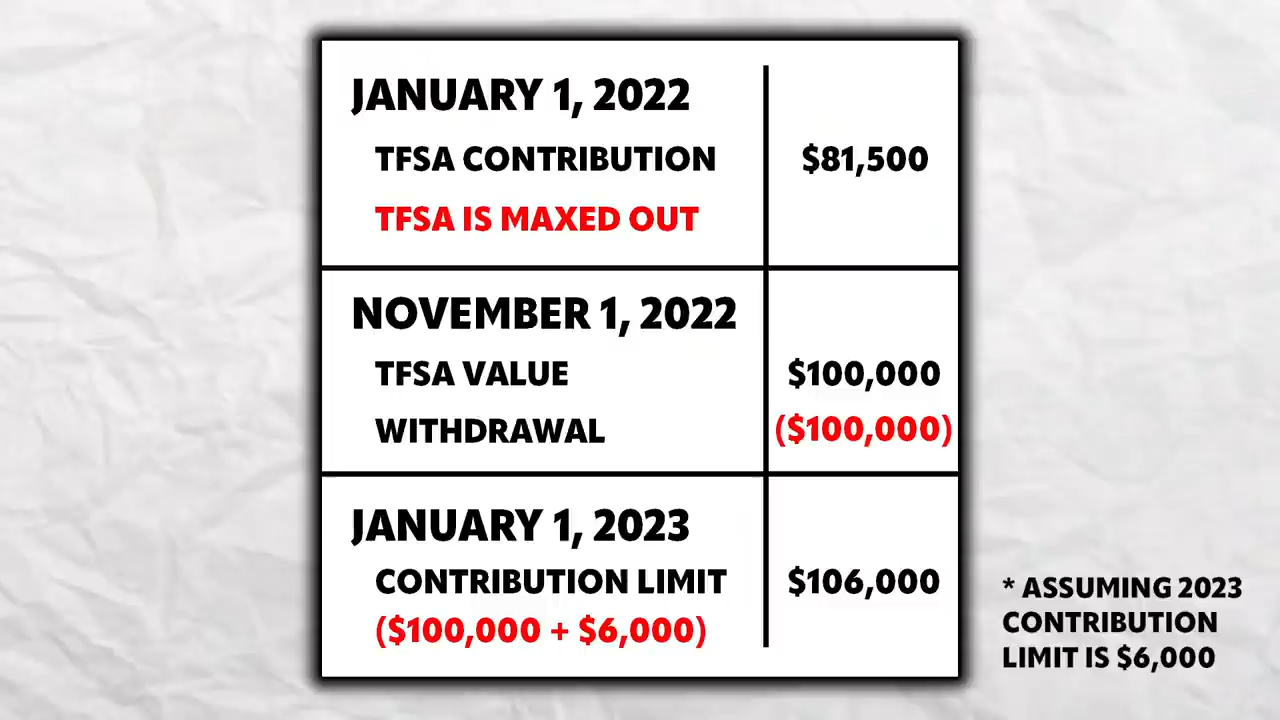 JANUARY 1, 2022
TFSA CONTRIBUTION $81,500
TFSA IS MAXED OUT
NOVEMBER 1, 2022
TFSA VALUE $100,000
WITHDRAWAL ($100,000)
JANUARY 1, 2023
CONTRIBUTION LIMIT $106,000
($100,000 + $6,000)
* ASSUMING 2023
CONTRIBUTION
LIMIT IS $6,000